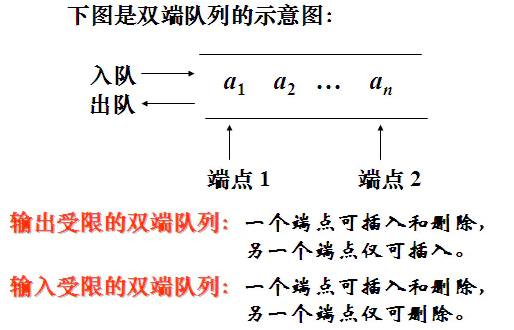 下图是双端队列的示意图：
入队
出队
a1 a2 … an
端点 1 端点 2
输出受限的双端队列：一个端点可插入和删除，
另一个端点仅可插入。
输入受限的双端队列：一个端点可插入和删除，
另一个端点仅可删除。